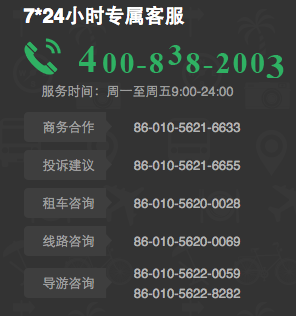 7*24小时专属客服
400-838-2003
服务时间：周一至周五9:00-24:00
商务合作 86-010-5621-6633
投诉建议 86-010-5621-6655
租车咨询 86-010-5620-0028
线路咨询 86-010-5620-0069
导游咨询 86-010-5622-0059
86-010-5622-8282